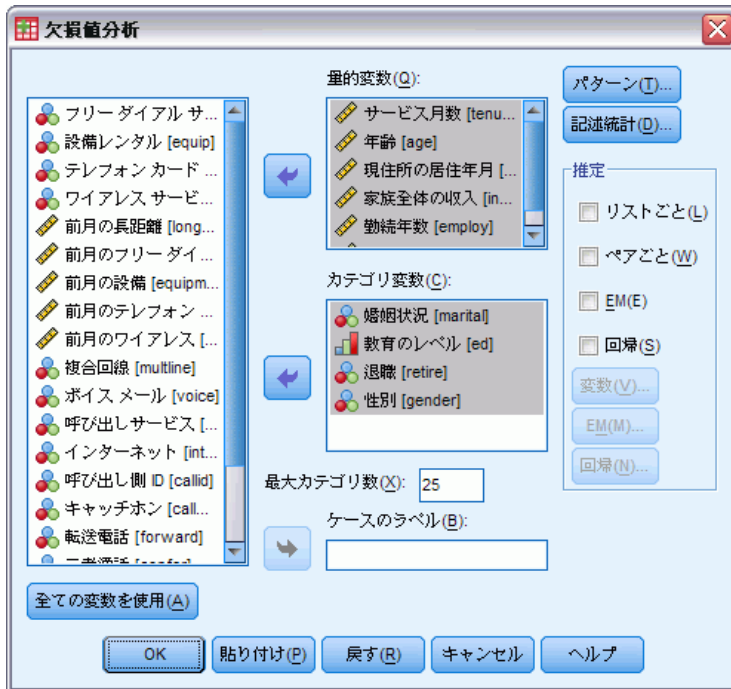 欠損値分析
フリー ダイアル サ...
設備レンタル [equip]
テレフォン カード ...
ワイアレス サービ...
前月の長距離 [long...
前月のフリー ダイ...
前月の設備 [equipm...
前月のテレフォン ...
前月のワイアレス [...
複合回線 [multline]
ボイス メール [voice]
呼び出しサービス [...
インターネット [int...
呼び出し側 ID [callid]
キャッチホン [call...
転送電話 [forward]
全ての変数を使用(A)
量的変数(Q):
サービス月数 [tenu...
年齢 [age]
現住所の居住年月 [...
家族全体の収入 [in...
勤続年数 [employ]
カテゴリ変数(C):
婚姻状況 [marital]
教育のレベル [ed]
退職 [retire]
性別 [gender]
最大カテゴリ数(X): 25
ケースのラベル(B):
パターン(T)...
記述統計(D)...
推定
リストごと(L)
ペアごと(W)
EM(E)
回帰(S)
変数(V)...
EM(M)...
回帰(N)...
OK
貼り付け(P)
戻す(R)
キャンセル
ヘルプ